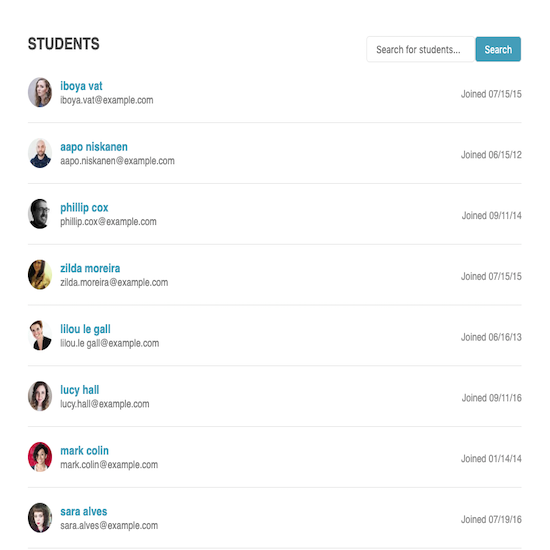 STUDENTS
Search for students... Search
iboya vat
iboya.vat@example.com
Joined 07/15/15
aapo niskanen
aapo.niskanen@example.com
Joined 06/15/12
phillip cox
phillip.cox@example.com
Joined 09/11/14
zilda moreira
zilda.moreira@example.com
Joined 07/15/15
lilou le gall
lilou.le gall@example.com
Joined 06/16/13
lucy hall
lucy.hall@example.com
Joined 09/11/16
mark colin
mark.colin@example.com
Joined 01/14/14
sara alves
sara.alves@example.com
Joined 07/19/16